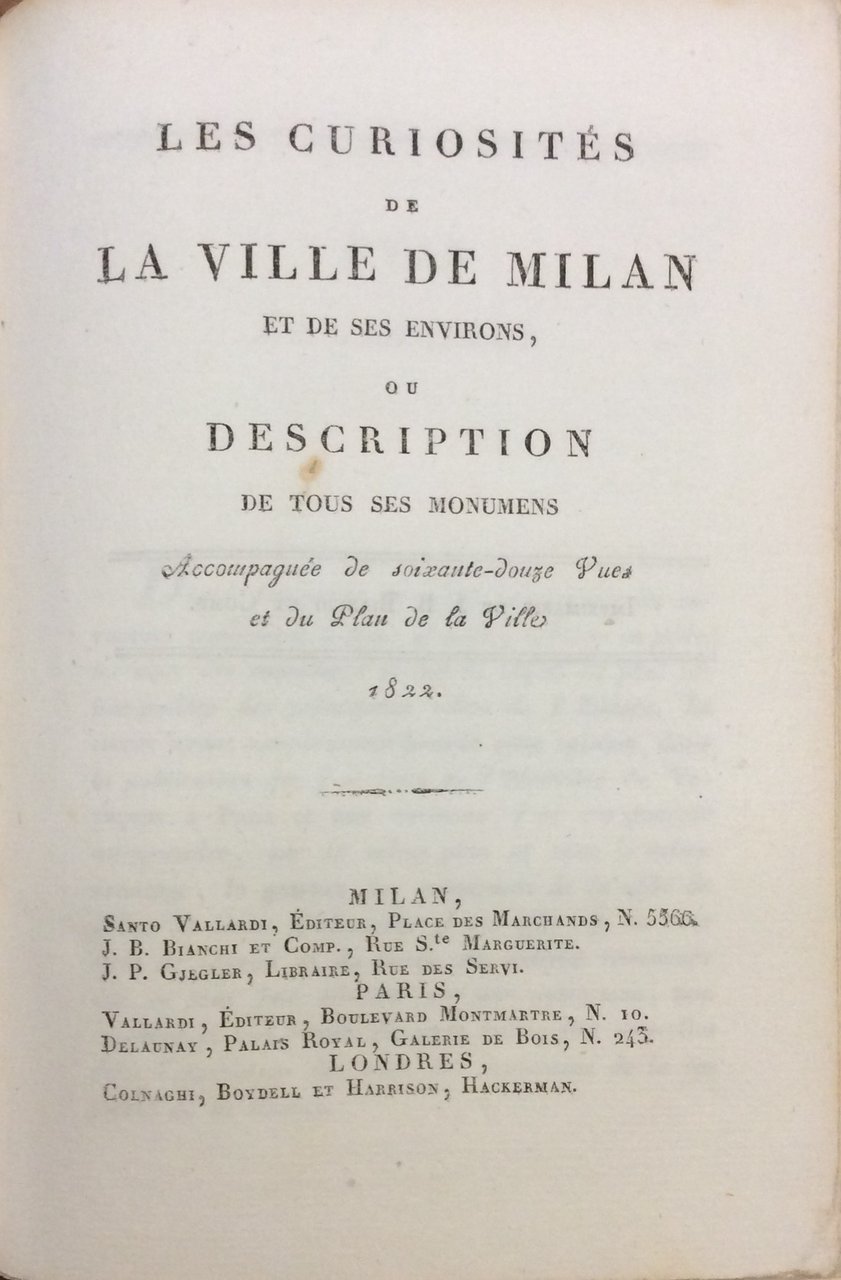 LES CURIOSITÉS
DE
LA VILLE DE MILAN
ET DE SES ENVIRONS,
OU
DESCRIPTION
DE TOUS SES MONUMENS
Accompagnée de soixante-douze Vues
et du Plan de la Ville
1822.
MILAN,
SANTO VALLARDI, ÉDITEUR, PLACE DES MARCHANDS, N. 5566.
J. B. BIANCHI ET COMP., RUE S.te MARGUERITE.
J. P. GJEGLER, LIBRAIRE, RUE DES SERVI.
PARIS,
VALLARDI, ÉDITEUR, BOULEVARD MONTMARTRE, N. 10.
DELAUNAY, PALAIS ROYAL, GALERIE DE BOIS, N. 243.
LONDRES,
COLNAGHI, BOYDELL ET HARRISON, HACKERMAN.